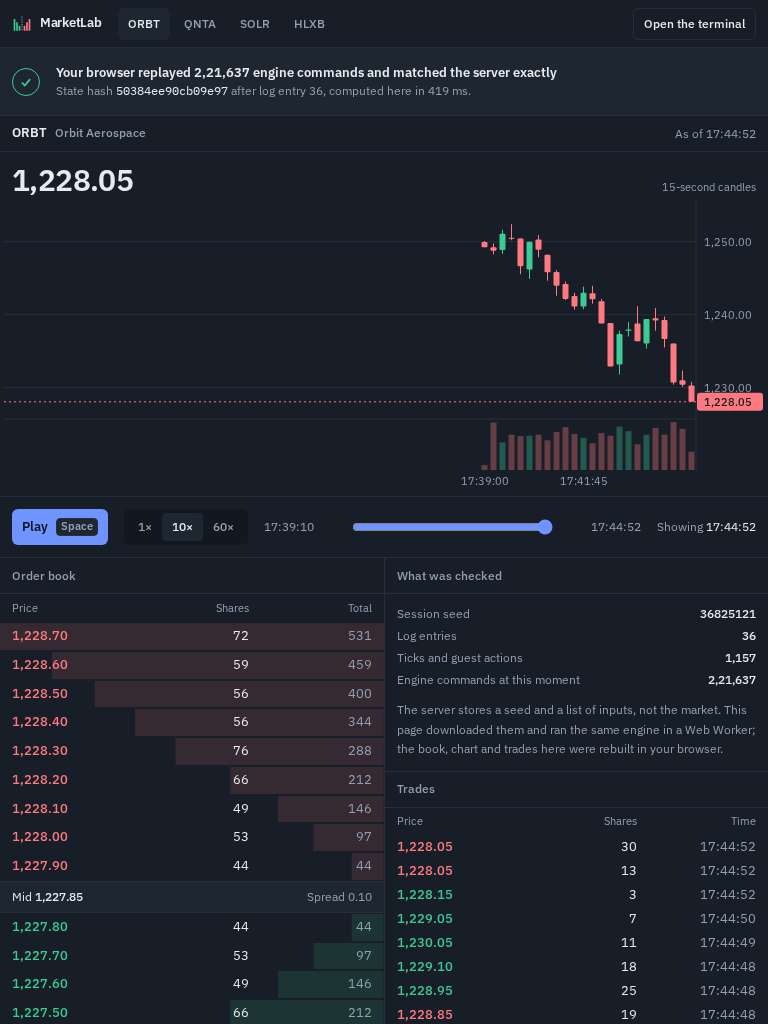 MarketLab ORBT QNTA SOLR HLXB Open the terminal
Your browser replayed 2,21,637 engine commands and matched the server exactly
State hash 50384ee90cb09e97 after log entry 36, computed here in 419 ms.
ORBT Orbit Aerospace As of 17:44:52
1,228.05
15-second candles
1,250.00
1,240.00
1,230.00
1,228.05
17:39:00 17:41:45
Play Space 1× 10× 60× 17:39:10 17:44:52 Showing 17:44:52
Order book
Price Shares Total
1,228.70 72 531
1,228.60 59 459
1,228.50 56 400
1,228.40 56 344
1,228.30 76 288
1,228.20 66 212
1,228.10 49 146
1,228.00 53 97
1,227.90 44 44
Mid 1,227.85 Spread 0.10
1,227.80 44 44
1,227.70 53 97
1,227.60 49 146
1,227.50 66 212
What was checked
Session seed 36825121
Log entries 36
Ticks and guest actions 1,157
Engine commands at this moment 2,21,637
The server stores a seed and a list of inputs, not the market. This
page downloaded them and ran the same engine in a Web Worker;
the book, chart and trades here were rebuilt in your browser.
Trades
Price Shares Time
1,228.05 30 17:44:52
1,228.05 13 17:44:52
1,228.15 3 17:44:52
1,229.05 7 17:44:50
1,230.05 11 17:44:49
1,229.10 18 17:44:48
1,228.95 25 17:44:48
1,228.85 19 17:44:48